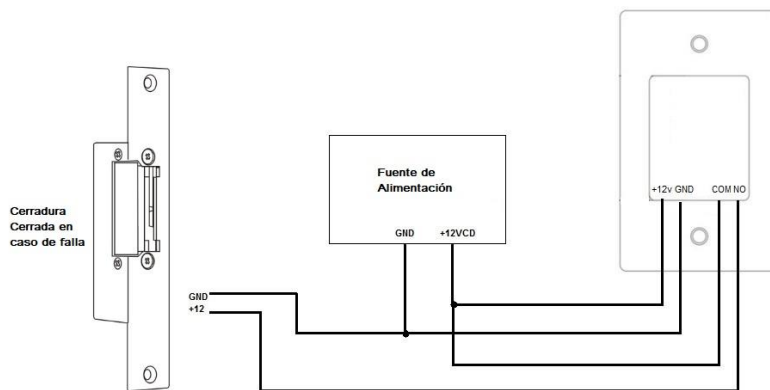 Fuente de
Alimentación
+12v GND COM NO
Cerradura
Cerrada en
caso de falla
GND +12VCD
GND
+12